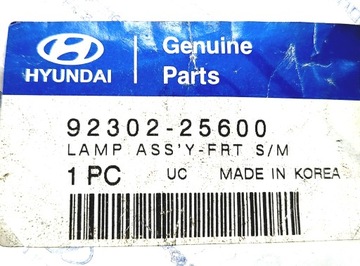 HYUNDAI
Genuine
Parts
92302-25600
LAMP ASS'Y-FRT S/M
1 PC UC MADE IN KOREA